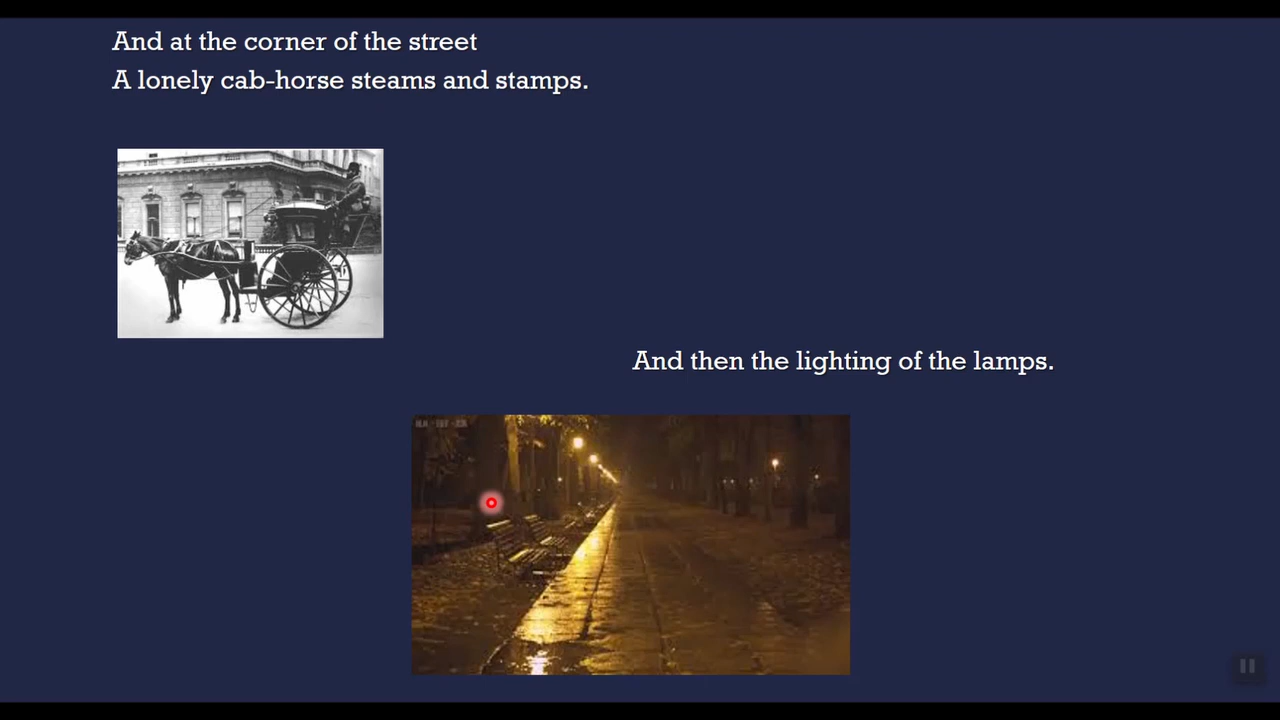 And at the corner of the street
A lonely cab-horse steams and stamps.
And then the lighting of the lamps.